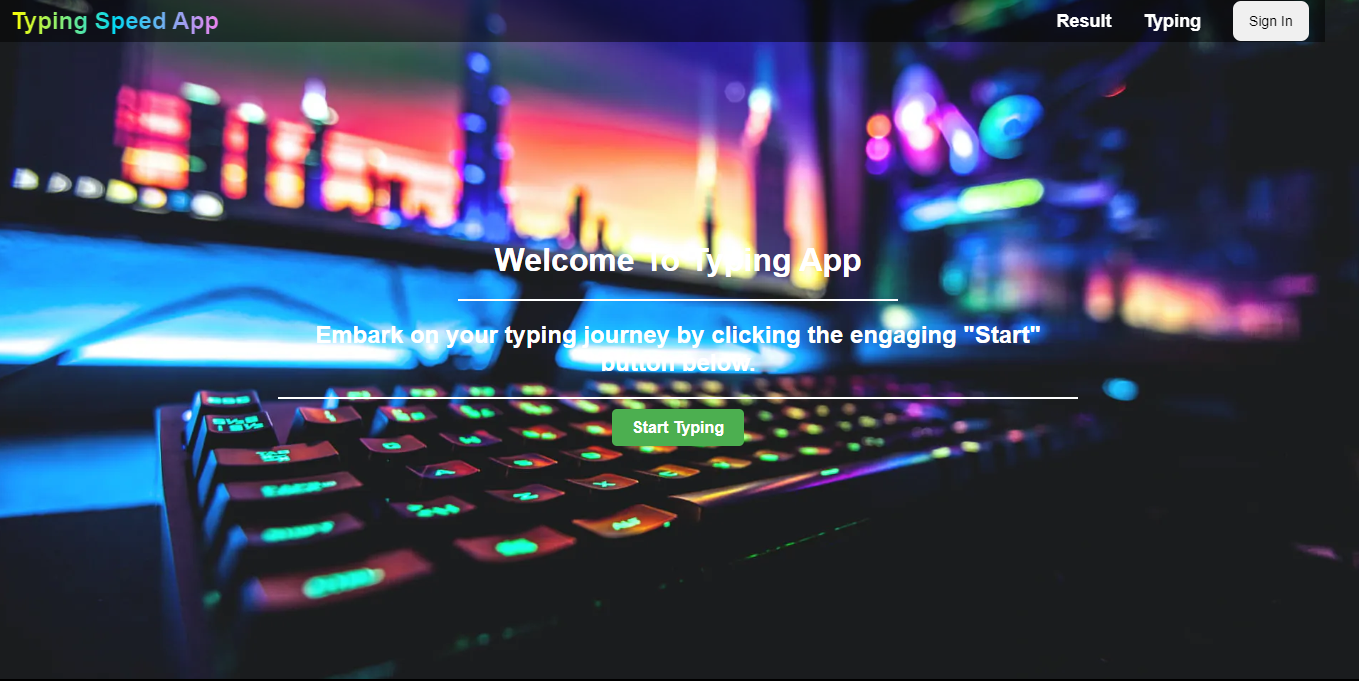 Typing Speed App
Result
Typing
Sign In
Welcome To Typing App
Embark on your typing journey by clicking the engaging "Start"
button below.
Start Typing